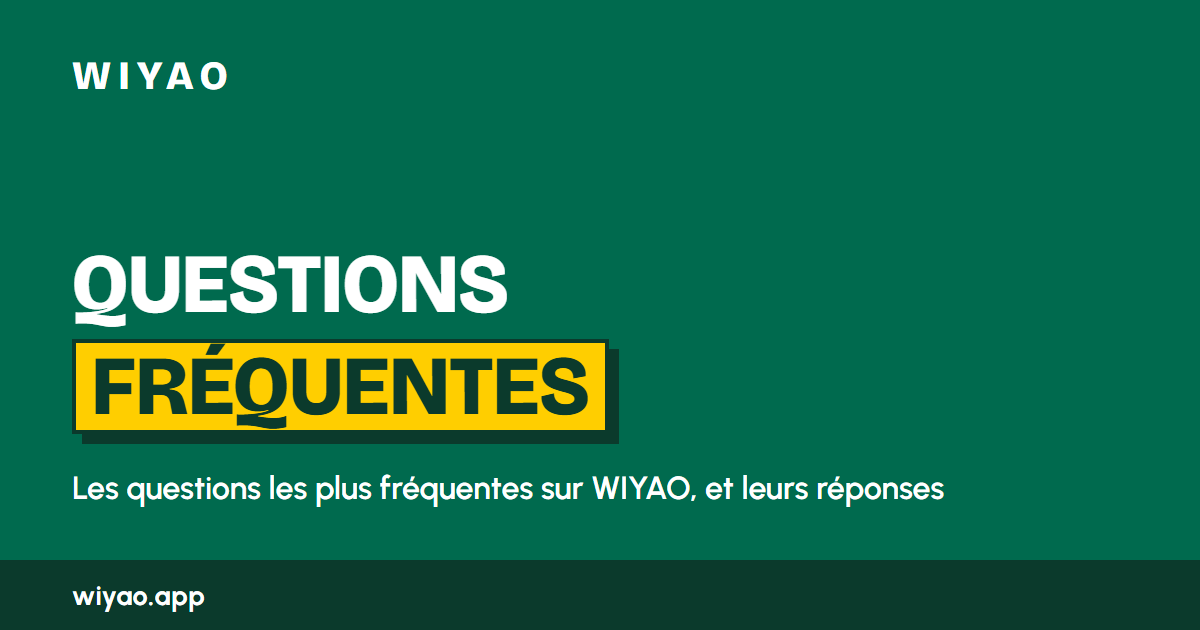 WIYAO
QUESTIONS
FRÉQUENTES
Les questions les plus fréquentes sur WIYAO, et leurs réponses
wiyao.app